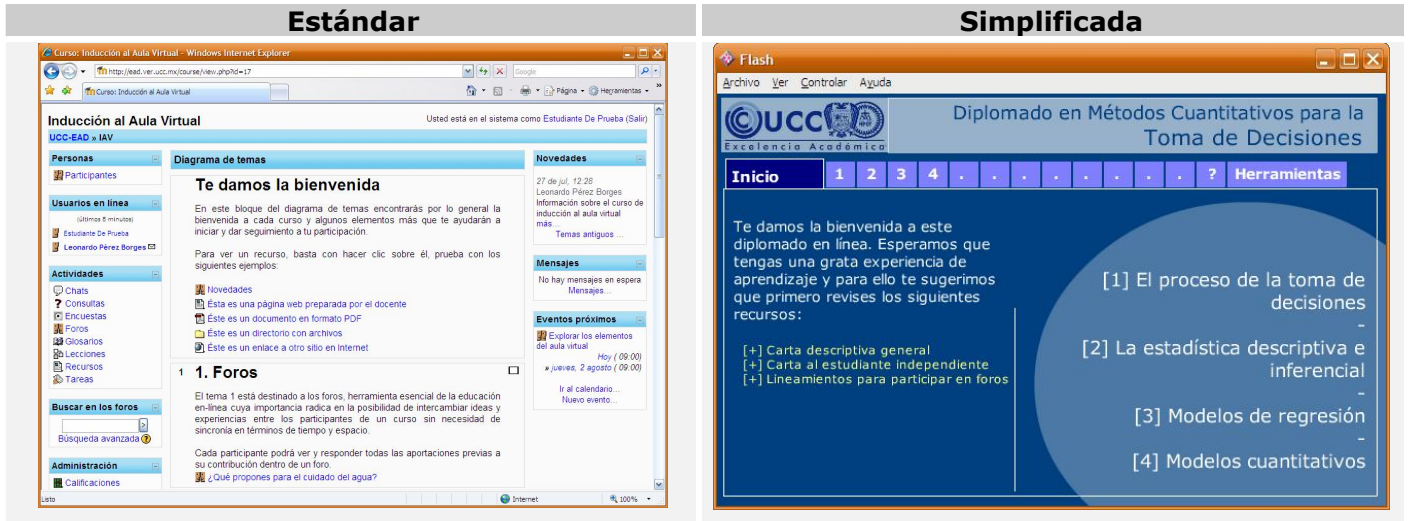 Estándar
Simplificada
Curso: Inducción al Aula Virtual - Windows Internet Explorer
http://ead.ver.ucc.mx/course/view.php?id=17
Google
Curso: Inducción al Aula Virtual
Página
Herramientas
Inducción al Aula Virtual
Usted está en el sistema como Estudiante De Prueba (Salir)
UCC-EAD » IAV
Personas
Participantes
Usuarios en línea
(últimos 5 minutos)
Estudiante De Prueba
Leonardo Pérez Borges
Actividades
Chats
Consultas
Encuestas
Foros
Glosarios
Lecciones
Recursos
Tareas
Buscar en los foros
Búsqueda avanzada
Administración
Calificaciones
Diagrama de temas
Te damos la bienvenida
En este bloque del diagrama de temas encontrarás por lo general la
bienvenida a cada curso y algunos elementos más que te ayudarán a
iniciar y dar seguimiento a tu participación.
Para ver un recurso, basta con hacer clic sobre él, prueba con los
siguientes ejemplos:
Novedades
Ésta es una página web preparada por el docente
Éste es un documento en formato PDF
Éste es un directorio con archivos
Éste es un enlace a otro sitio en Internet
1
1. Foros
El tema 1 está destinado a los foros, herramienta esencial de la educación
en-línea cuya importancia radica en la posibilidad de intercambiar ideas y
experiencias entre los participantes de un curso sin necesidad de
sincronía en términos de tiempo y espacio.
Cada participante podrá ver y responder todas las aportaciones previas a
su contribución dentro de un foro.
¿Qué propones para el cuidado del agua?
Novedades
27 de jul, 12:28
Leonardo Pérez Borges
Información sobre el curso de
inducción al aula virtual
más...
Temas antiguos ...
Mensajes
No hay mensajes en espera
Mensajes...
Eventos próximos
Explorar los elementos
del aula virtual
Hoy ( 09:00)
» jueves, 2 agosto ( 09:00)
Ir al calendario...
Nuevo evento...
Listo
Internet
100%
Flash
Archivo Ver Controlar Ayuda
UCC
Excelencia Académica
Diplomado en Métodos Cuantitativos para la
Toma de Decisiones
Inicio 1 2 3 4 . . . . . . . . ? Herramientas
Te damos la bienvenida a este
diplomado en línea. Esperamos que
tengas una grata experiencia de
aprendizaje y para ello te sugerimos
que primero revises los siguientes
recursos:
[+] Carta descriptiva general
[+] Carta al estudiante independiente
[+] Lineamientos para participar en foros
[1] El proceso de la toma de
decisiones
-
[2] La estadística descriptiva e
inferencial
-
[3] Modelos de regresión
-
[4] Modelos cuantitativos